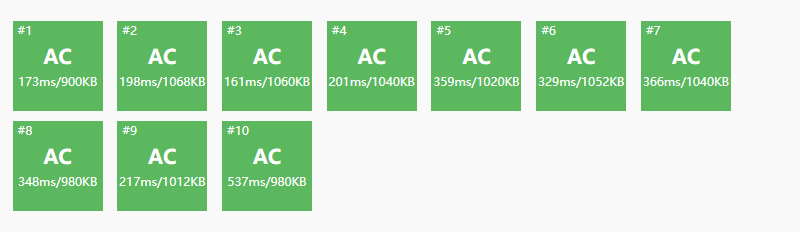 #1
AC
173ms/900KB
#2
AC
198ms/1068KB
#3
AC
161ms/1060KB
#4
AC
201ms/1040KB
#5
AC
359ms/1020KB
#6
AC
329ms/1052KB
#7
AC
366ms/1040KB
#8
AC
348ms/980KB
#9
AC
217ms/1012KB
#10
AC
537ms/980KB